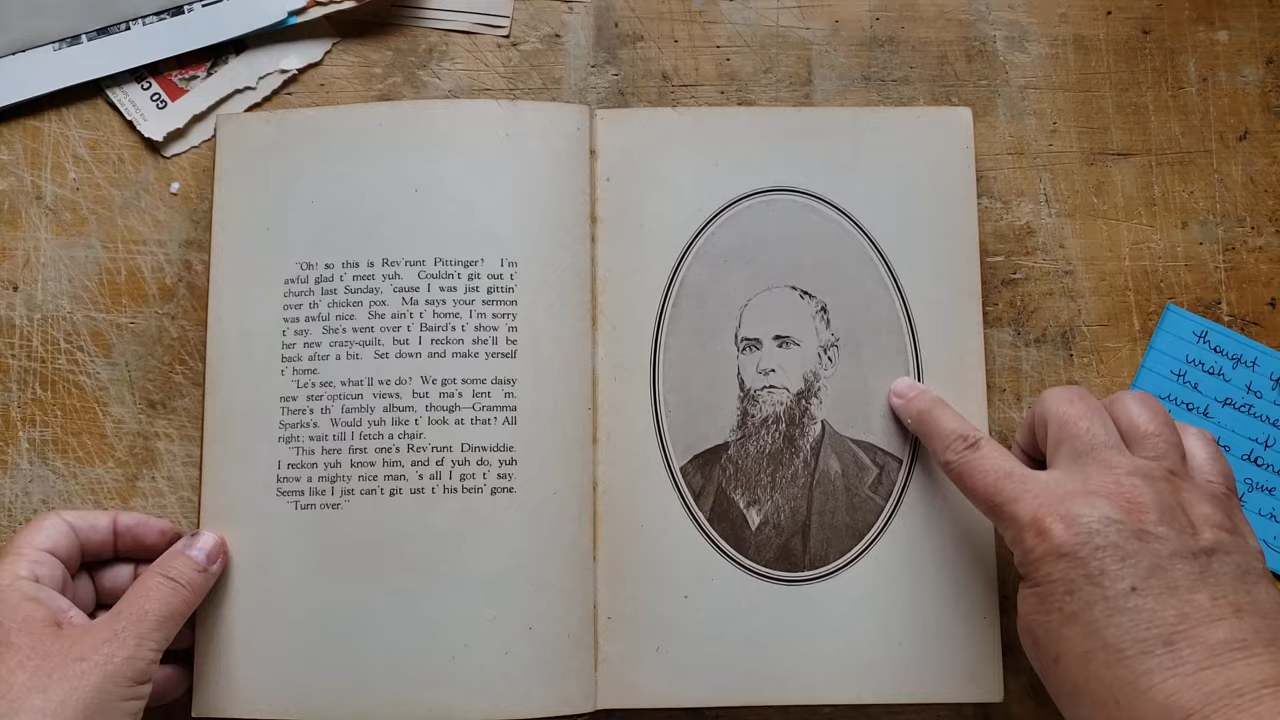 GO CR
"Oh! so this is Rev'runt Pittinger? I'm
awful glad t' meet yuh. Couldn't git out t'
church last Sunday, 'cause I was jist gittin'
over th' chicken pox. Ma says your sermon
was awful nice. She ain't t' home, I'm sorry
t' say. She's went over t' Baird's t' show 'm
her new crazy-quilt, but I reckon she'll be
back after a bit. Set down and make yerself
t' home.
"Le's see, what'll we do? We got some daisy
new ster'opticun views, but ma's lent 'm.
There's th' fambly album, though—Gramma
Sparks's. Would yuh like t' look at that? All
right; wait till I fetch a chair.
"This here first one's Rev'runt Dinwiddie.
I reckon yuh know him, and ef yuh do, yuh
know a mighty nice man, 's all I got t' say.
Seems like I jist can't git ust t' his bein' gone.
"Turn over."
thought y
wish to
the picture
work... if
is done
give
t in